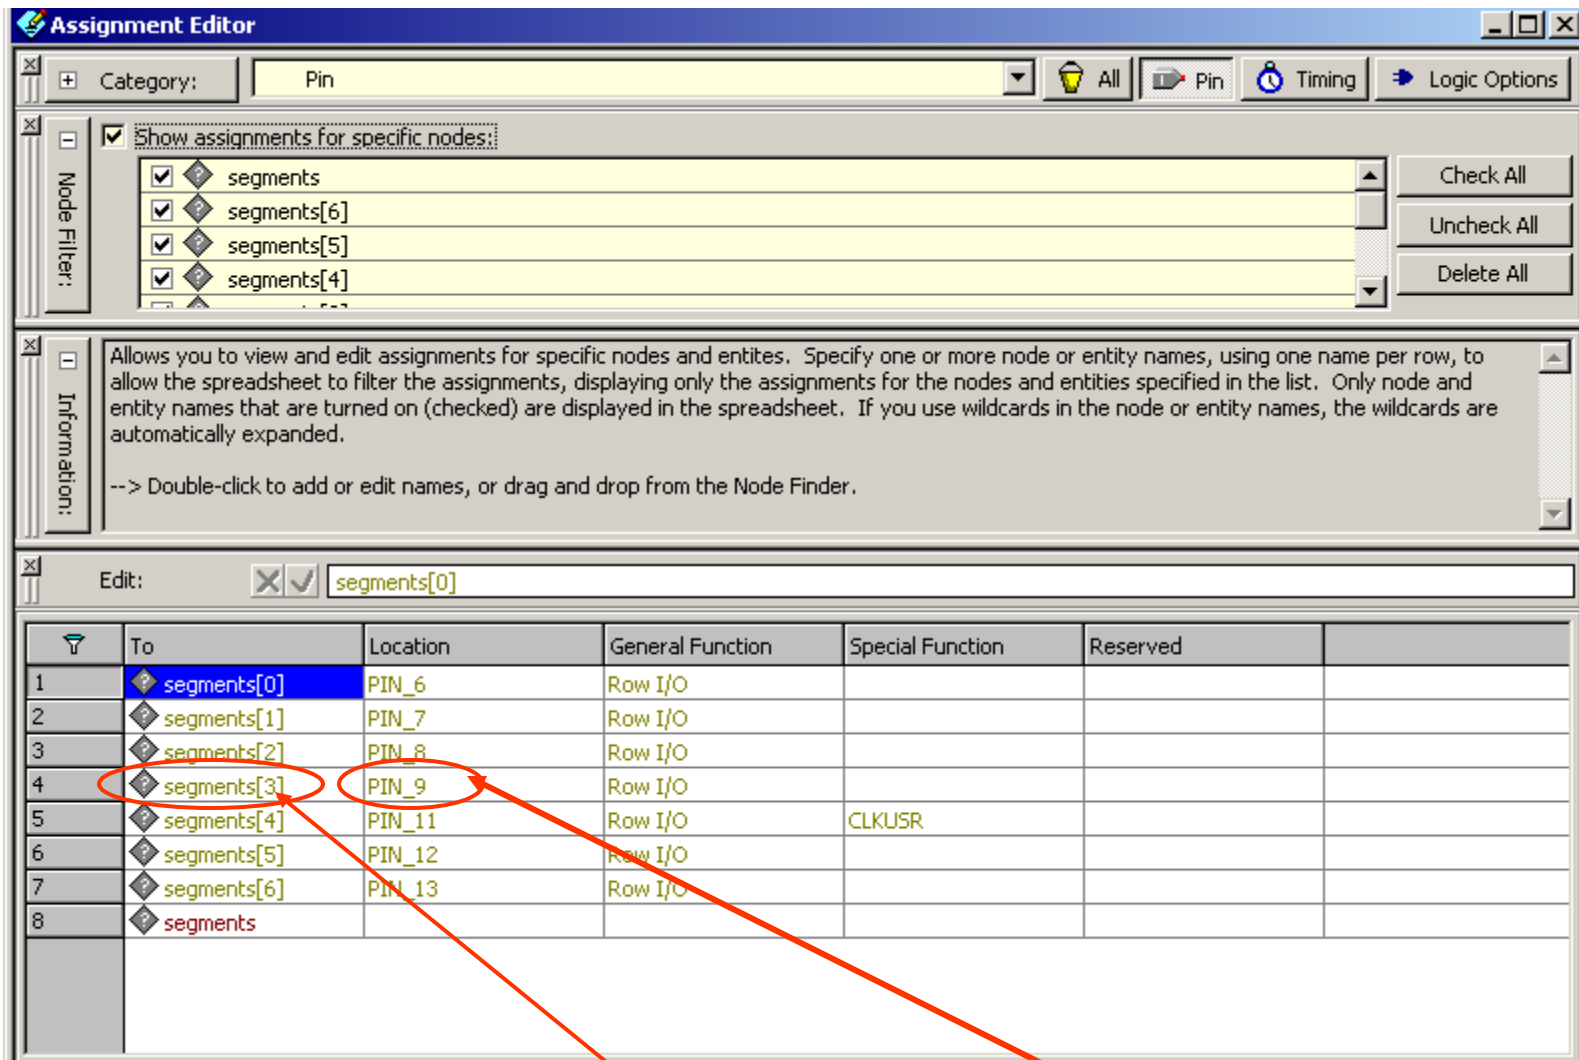 Assignment Editor
Category: Pin All Pin Timing Logic Options
Show assignments for specific nodes:
Node Filter:
segments
segments[6]
segments[5]
segments[4]
Check All
Uncheck All
Delete All
Information:
Allows you to view and edit assignments for specific nodes and entites. Specify one or more node or entity names, using one name per row, to
allow the spreadsheet to filter the assignments, displaying only the assignments for the nodes and entities specified in the list. Only node and
entity names that are turned on (checked) are displayed in the spreadsheet. If you use wildcards in the node or entity names, the wildcards are
automatically expanded.
--> Double-click to add or edit names, or drag and drop from the Node Finder.
Edit: segments[0]
To Location General Function Special Function Reserved
1 segments[0] PIN_6 Row I/O
2 segments[1] PIN_7 Row I/O
3 segments[2] PIN_8 Row I/O
4 segments[3] PIN_9 Row I/O
5 segments[4] PIN_11 Row I/O CLKUSR
6 segments[5] PIN_12 Row I/O
7 segments[6] PIN_13 Row I/O
8 segments